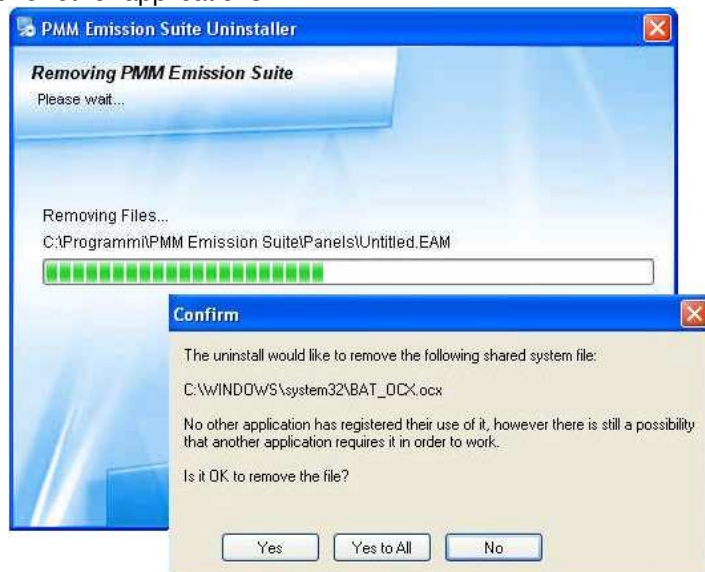 PMM Emission Suite Uninstaller
Removing PMM Emission Suite
Please wait...
Removing Files...
C:\Programmi\PMM Emission Suite\Panels\Untitled.EAM
Confirm
The uninstall would like to remove the following shared system file:
C:\WINDOWS\system32\BAT_OCX.ocx
No other application has registered their use of it, however there is still a possibility
that another application requires it in order to work.
Is it OK to remove the file?
Yes
Yes to All
No